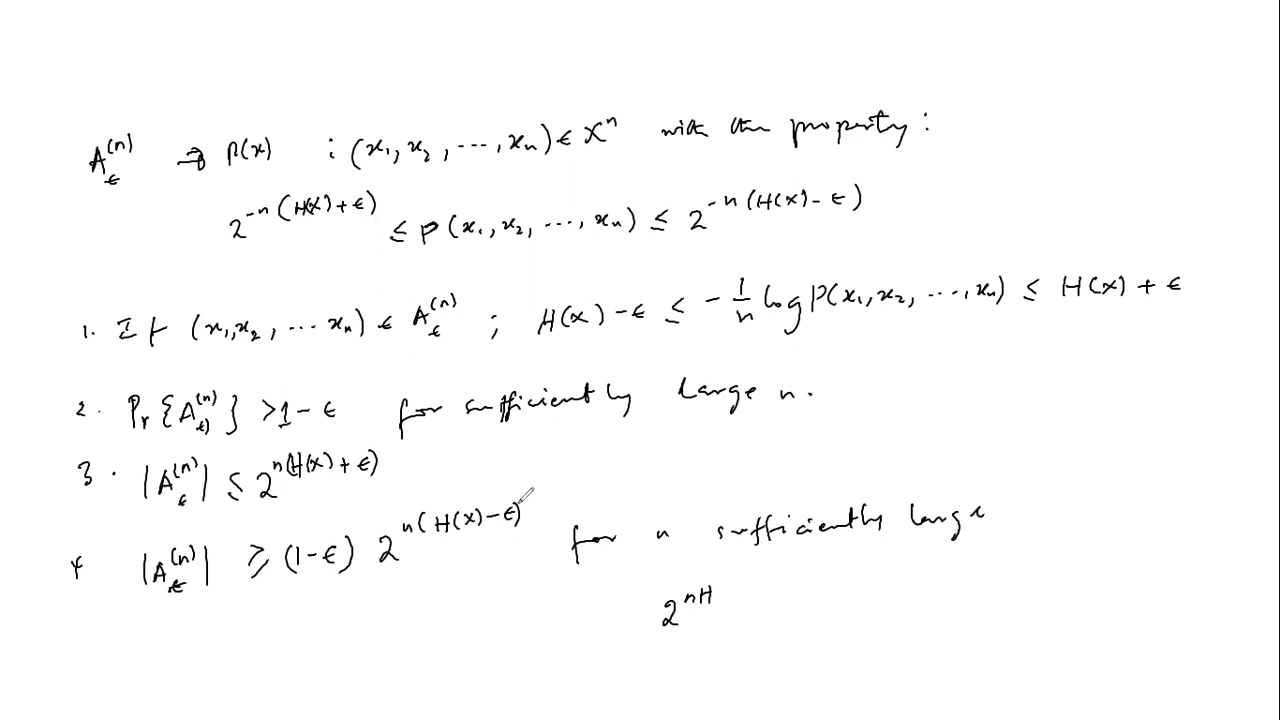 A_ϵ^(n) → p(x) : (x₁, x₂, ..., xₙ) ∈ Xⁿ with the property :
2^{-n(H(X)+ϵ)} ≤ p(x₁, x₂, ..., xₙ) ≤ 2^{-n(H(X)-ϵ)}
1. If (x₁,x₂, ... xₙ) ∈ A_ϵ^(n) ; H(X)-ϵ ≤ -1/n log p(x₁, x₂, ..., xₙ) ≤ H(X)+ϵ
2. Pr{A_ϵ^(n)} > 1-ϵ for sufficiently large n.
3. |A_ϵ^(n)| ≤ 2^{n(H(X)+ϵ)}
4 |A_ϵ^(n)| ≥ (1-ϵ) 2^{n(H(X)-ϵ)} for n sufficiently large
2^{nH}